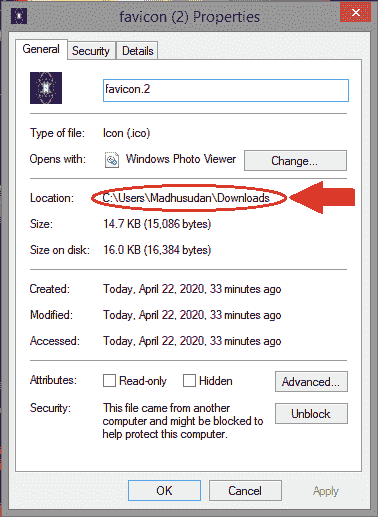 favicon (2) Properties
General Security Details
favicon.2
Type of file: Icon (.ico)
Opens with: Windows Photo Viewer Change...
Location: C:\Users\Madhusudan\Downloads
Size: 14.7 KB (15,086 bytes)
Size on disk: 16.0 KB (16,384 bytes)
Created: Today, April 22, 2020, 33 minutes ago
Modified: Today, April 22, 2020, 33 minutes ago
Accessed: Today, April 22, 2020, 33 minutes ago
Attributes: Read-only Hidden Advanced...
Security: This file came from another
computer and might be blocked to
help protect this computer.
Unblock
OK Cancel Apply